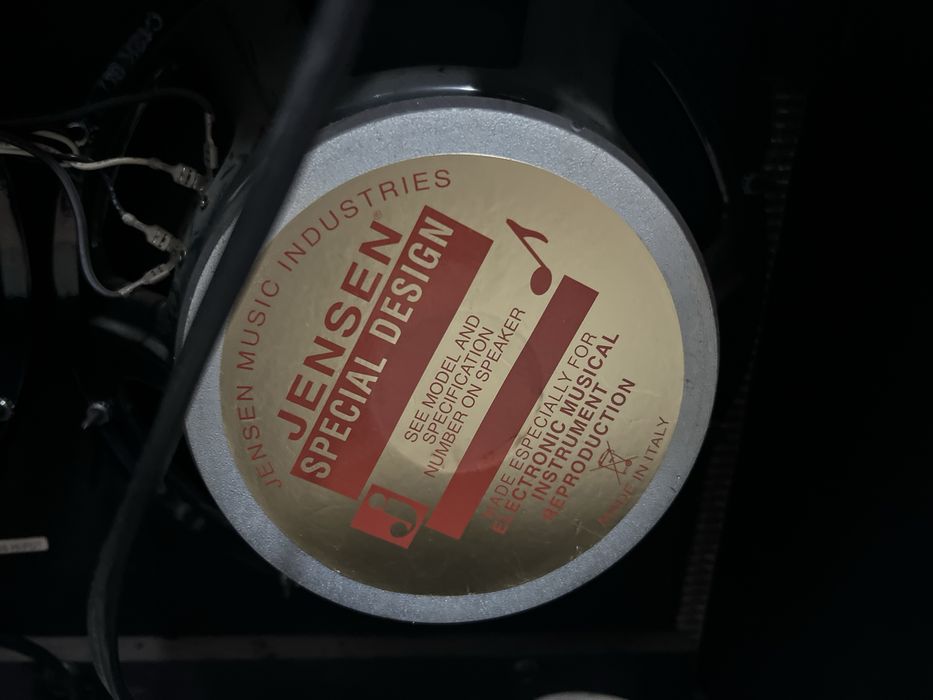 JENSEN MUSIC INDUSTRIES
JENSEN®
SPECIAL DESIGN
SEE MODEL AND
SPECIFICATION
NUMBER ON SPEAKER
MADE ESPECIALLY FOR
ELECTRONIC MUSICAL
INSTRUMENT
REPRODUCTION
MADE IN ITALY